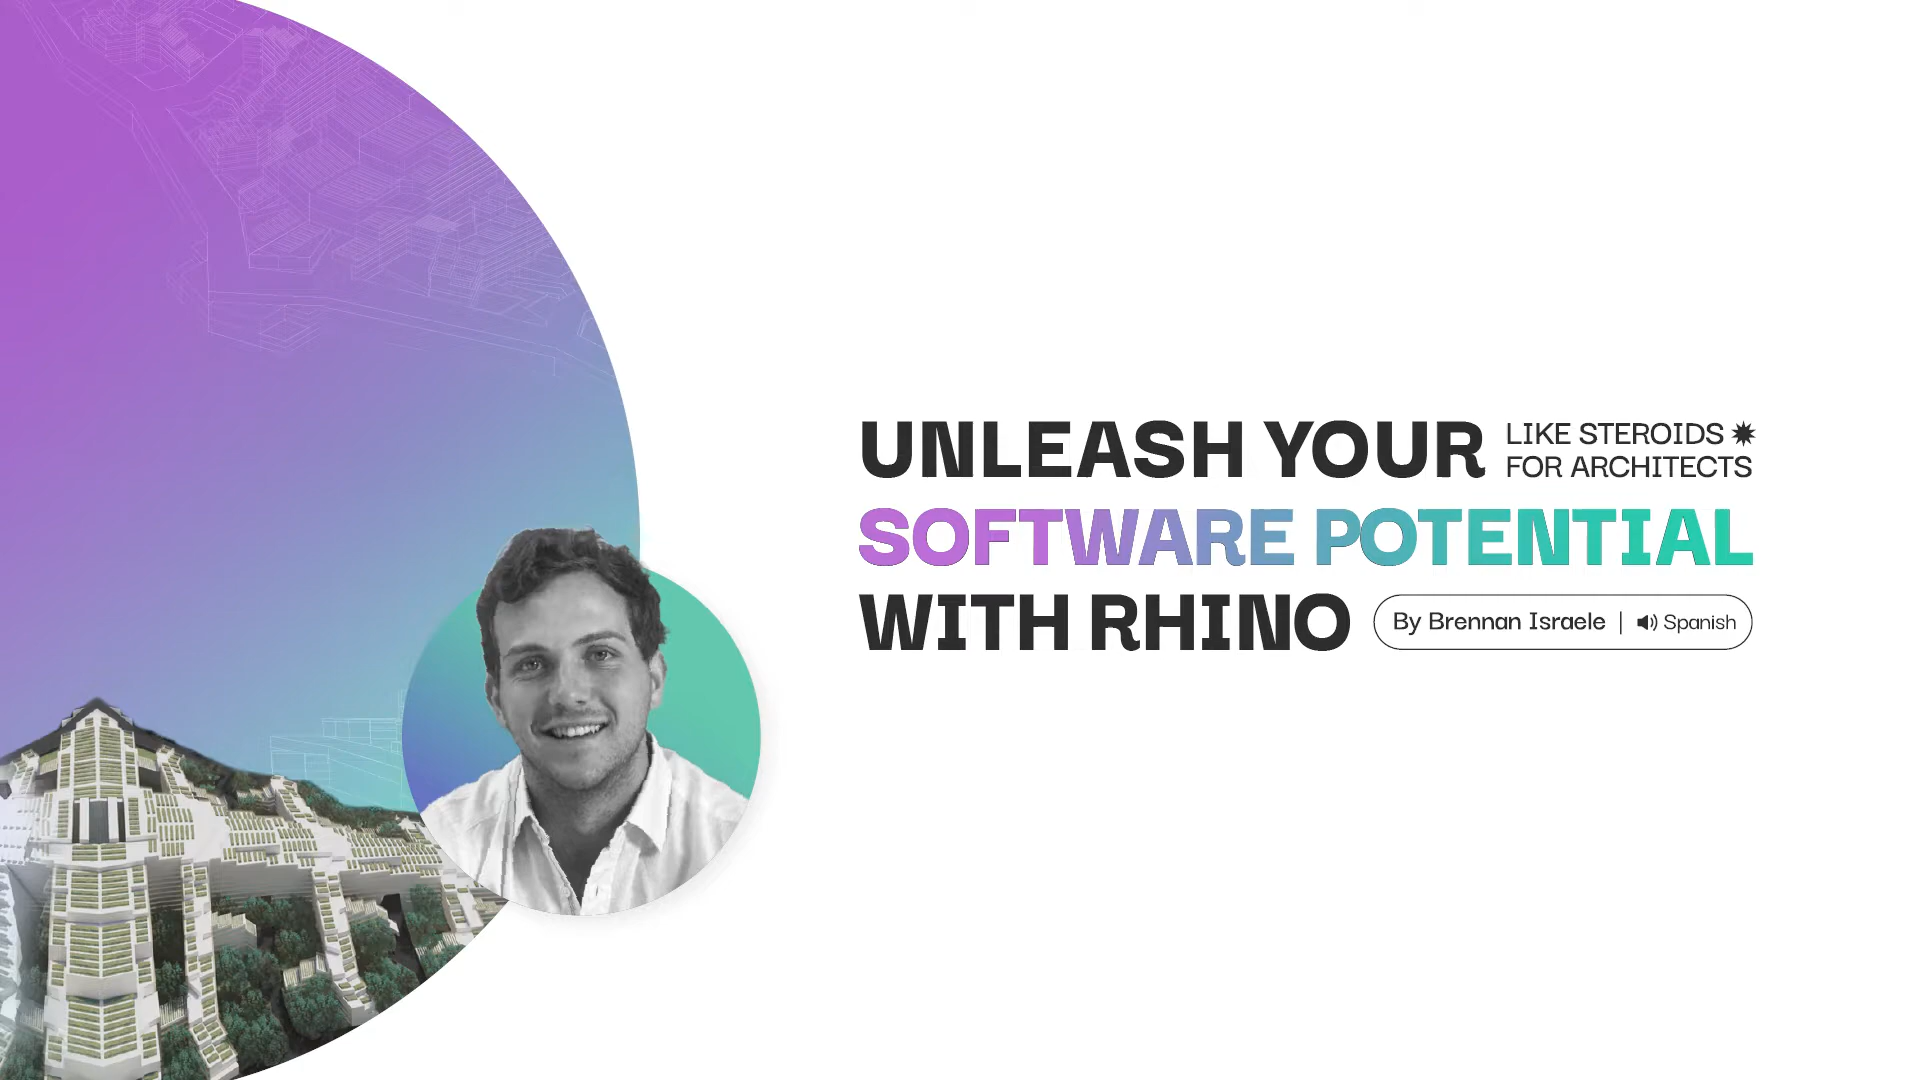 UNLEASH YOUR
LIKE STEROIDS
FOR ARCHITECTS
SOFTWARE POTENTIAL
WITH RHINO
By Brennan Israele | Spanish